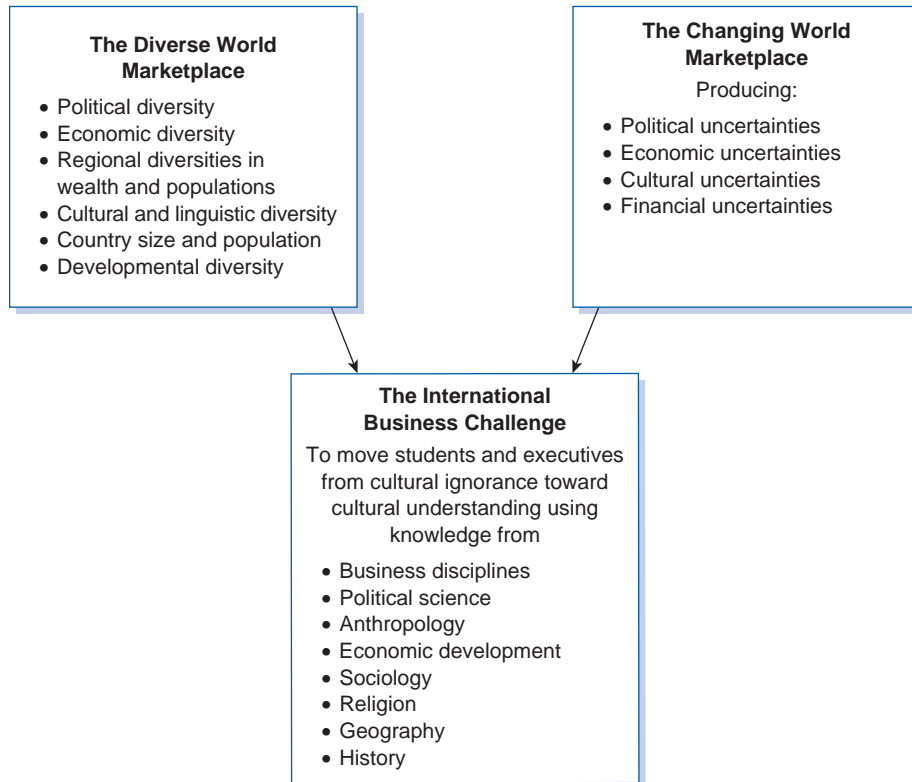 The Diverse World
Marketplace
• Political diversity
• Economic diversity
• Regional diversities in
wealth and populations
• Cultural and linguistic diversity
• Country size and population
• Developmental diversity
The Changing World
Marketplace
Producing:
• Political uncertainties
• Economic uncertainties
• Cultural uncertainties
• Financial uncertainties
The International
Business Challenge
To move students and executives
from cultural ignorance toward
cultural understanding using
knowledge from
• Business disciplines
• Political science
• Anthropology
• Economic development
• Sociology
• Religion
• Geography
• History